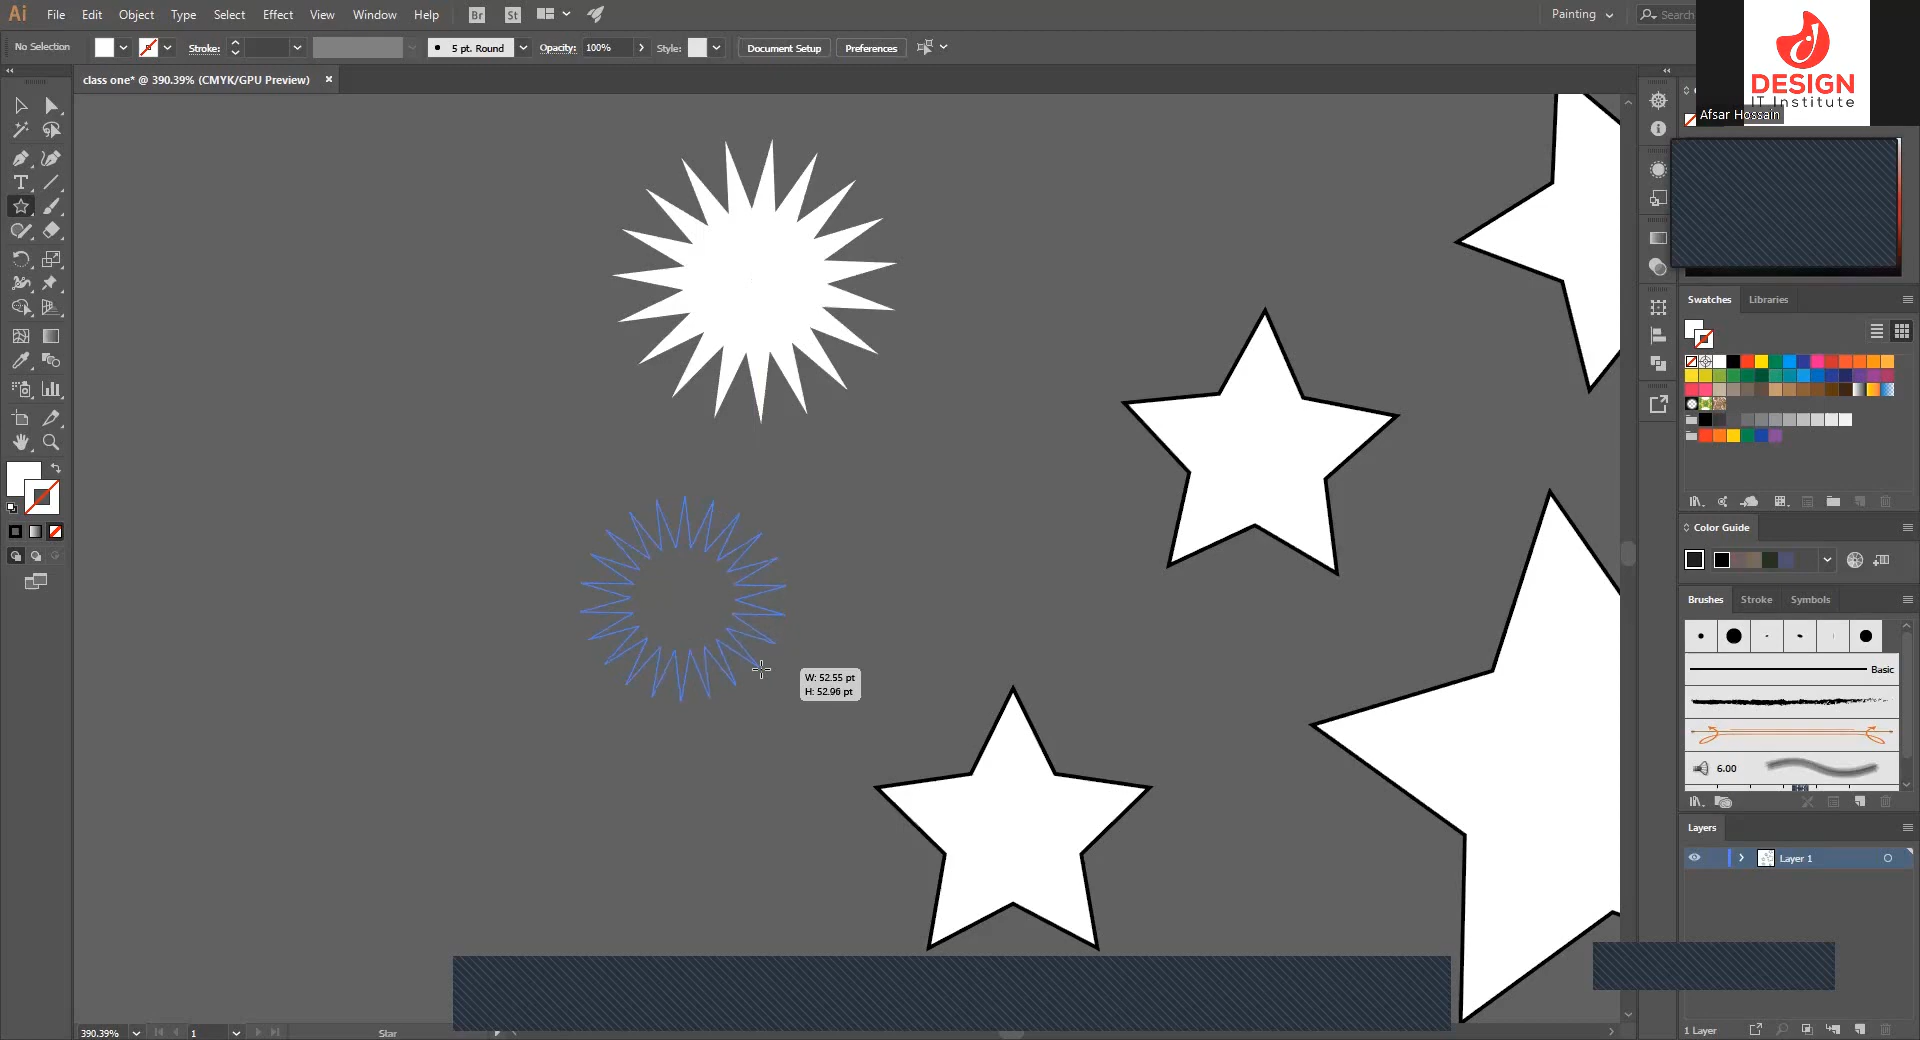 Ai File Edit Object Type Select Effect View Window Help Br St Painting Search
No Selection Stroke: 5 pt. Round Opacity: 100% Style: Document Setup Preferences
class one* @ 390.39% (CMYK/GPU Preview) ×
DESIGN
IT Institute
Afsar Hossain
Swatches Libraries
Color Guide
Brushes Stroke Symbols
Basic
6.00
W: 52.55 pt
H: 52.96 pt
Layers
Layer 1
1 Layer
390.39% 1 Star